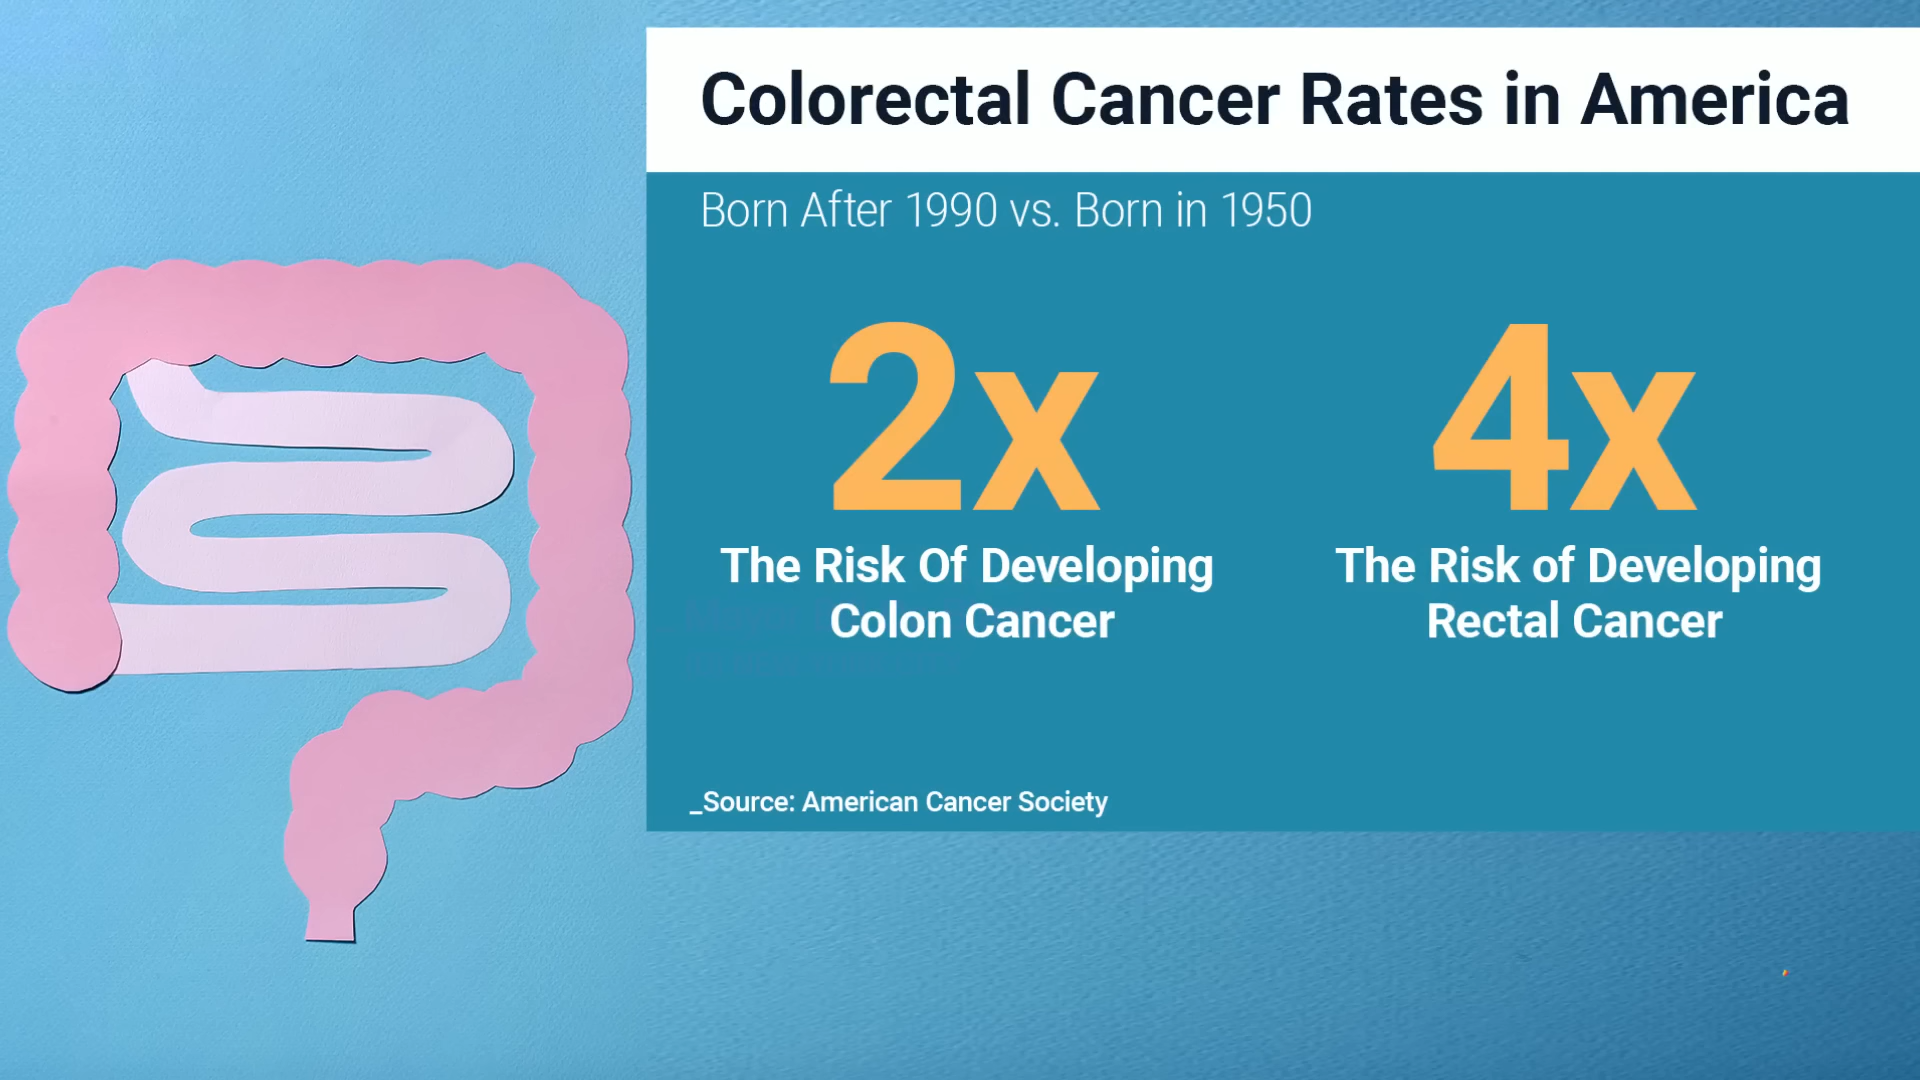 Colorectal Cancer Rates in America
Born After 1990 vs. Born in 1950
2x
The Risk Of Developing
Colon Cancer
4x
The Risk of Developing
Rectal Cancer
_Source: American Cancer Society